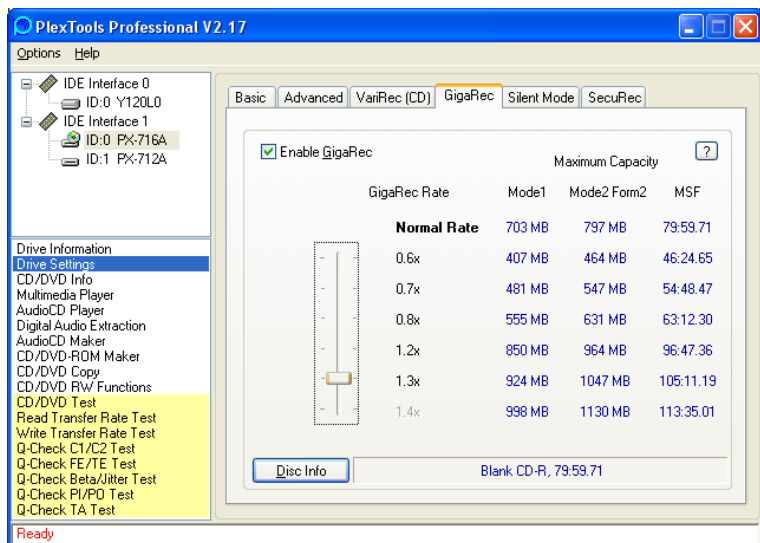 PlexTools Professional V2.17
Options Help
IDE Interface 0
ID:0 Y120L0
IDE Interface 1
ID:0 PX-716A
ID:1 PX-712A
Drive Information
Drive Settings
CD/DVD Info
Multimedia Player
AudioCD Player
Digital Audio Extraction
AudioCD Maker
CD/DVD-ROM Maker
CD/DVD Copy
CD/DVD RW Functions
CD/DVD Test
Read Transfer Rate Test
Write Transfer Rate Test
Q-Check C1/C2 Test
Q-Check FE/TE Test
Q-Check Beta/Jitter Test
Q-Check PI/PO Test
Q-Check TA Test
Basic Advanced VariRec (CD) GigaRec Silent Mode SecuRec
Enable GigaRec
Maximum Capacity ?
GigaRec Rate Mode1 Mode2 Form2 MSF
Normal Rate 703 MB 797 MB 79:59.71
0.6x 407 MB 464 MB 46:24.65
0.7x 481 MB 547 MB 54:48.47
0.8x 555 MB 631 MB 63:12.30
1.2x 850 MB 964 MB 96:47.36
1.3x 924 MB 1047 MB 105:11.19
1.4x 998 MB 1130 MB 113:35.01
Disc Info Blank CD-R, 79:59.71
Ready